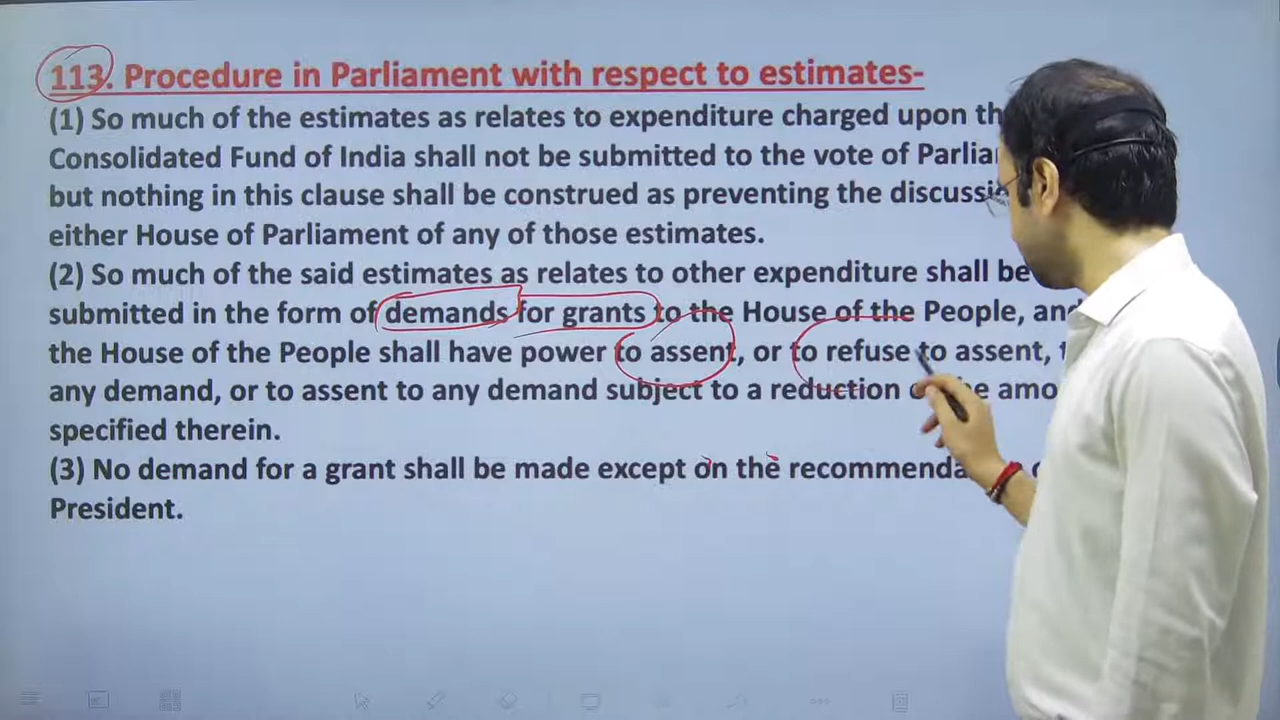 113. Procedure in Parliament with respect to estimates-
(1) So much of the estimates as relates to expenditure charged upon
Consolidated Fund of India shall not be submitted to the vote of
but nothing in this clause shall be construed as preventing the
either House of Parliament of any of those estimates.
(2) So much of the said estimates as relates to other expenditure shall be
submitted in the form of demands for grants to the House of the People, and
the House of the People shall have power to assent, or to refuse to assent,
any demand, or to assent to any demand subject to a reduction
specified therein.
(3) No demand for a grant shall be made except on the
President.